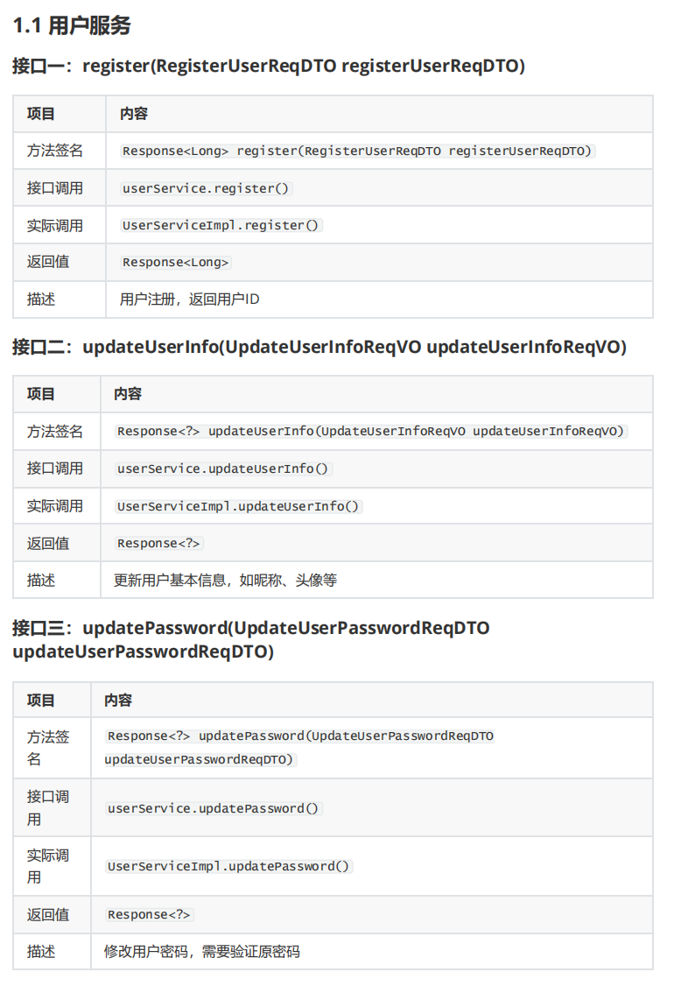 1.1 用户服务
接口一：register(RegisterUserReqDTO registerUserReqDTO)
项目 内容
方法签名 Response<Long> register(RegisterUserReqDTO registerUserReqDTO)
接口调用 userService.register()
实际调用 UserServiceImpl.register()
返回值 Response<Long>
描述 用户注册，返回用户ID
接口二：updateUserInfo(UpdateUserInfoReqVO updateUserInfoReqVO)
项目 内容
方法签名 Response<?> updateUserInfo(UpdateUserInfoReqVO updateUserInfoReqVO)
接口调用 userService.updateUserInfo()
实际调用 UserServiceImpl.updateUserInfo()
返回值 Response<?>
描述 更新用户基本信息，如昵称、头像等
接口三：updatePassword(UpdateUserPasswordReqDTO
updateUserPasswordReqDTO)
项目 内容
方法签 Response<?> updatePassword(UpdateUserPasswordReqDTO
名 updateUserPasswordReqDTO)
接口调
用 userService.updatePassword()
实际调
用 UserServiceImpl.updatePassword()
返回值 Response<?>
描述 修改用户密码，需要验证原密码